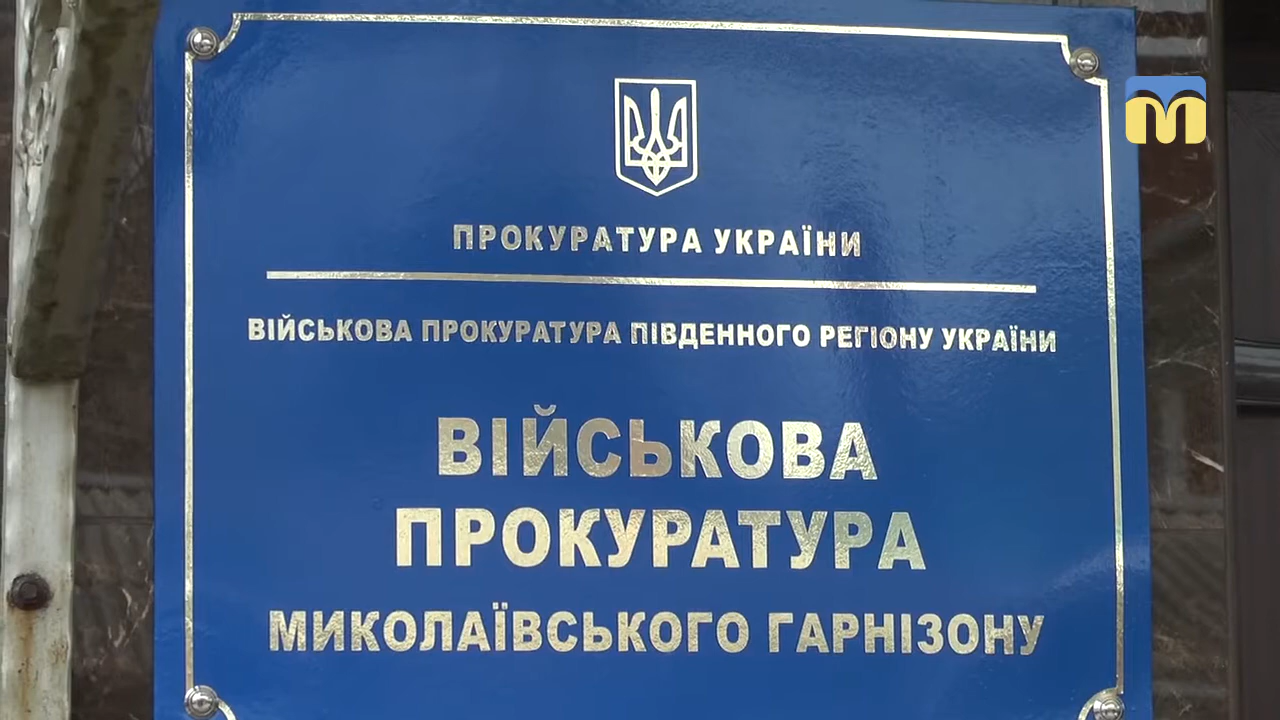 ПРОКУРАТУРА УКРАЇНИ
ВІЙСЬКОВА ПРОКУРАТУРА ПІВДЕННОГО РЕГІОНУ УКРАЇНИ
ВІЙСЬКОВА
ПРОКУРАТУРА
МИКОЛАЇВСЬКОГО ГАРНІЗОНУ